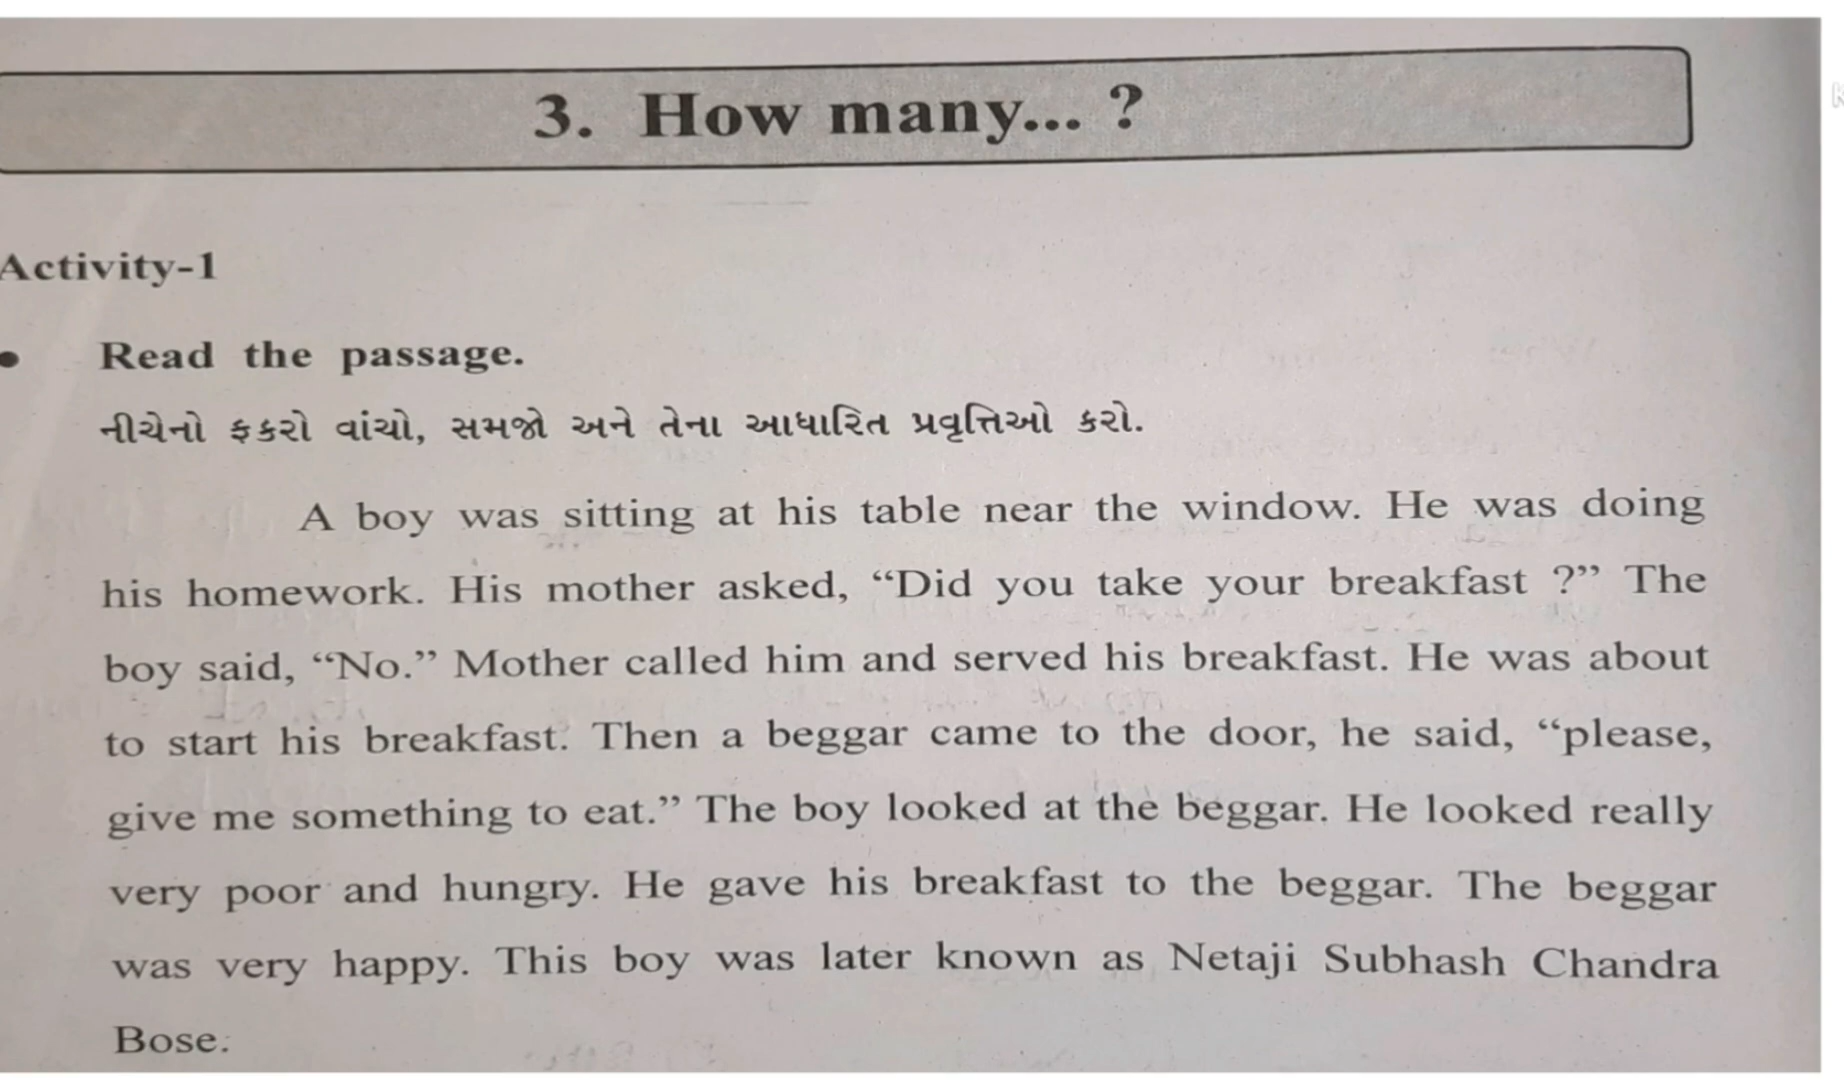 3. How many... ?
Activity-1
• Read the passage.
નીચેનો ફકરો વાંચો, સમજો અને તેના આધારિત પ્રવૃત્તિઓ કરો.
A boy was sitting at his table near the window. He was doing
his homework. His mother asked, “Did you take your breakfast ?” The
boy said, “No.” Mother called him and served his breakfast. He was about
to start his breakfast. Then a beggar came to the door, he said, “please,
give me something to eat.” The boy looked at the beggar. He looked really
very poor and hungry. He gave his breakfast to the beggar. The beggar
was very happy. This boy was later known as Netaji Subhash Chandra
Bose.